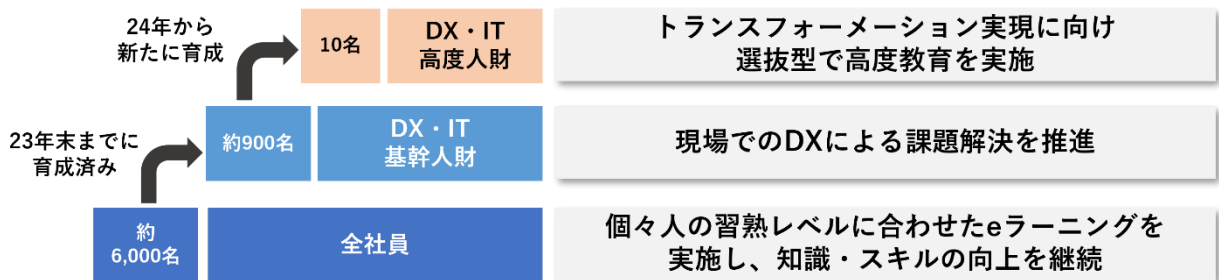 24年から
新たに育成
10名
DX・IT
高度人財
トランスフォーメーション実現に向け
選抜型で高度教育を実施
23年末までに
育成済み
約900名
DX・IT
基幹人財
現場でのDXによる課題解決を推進
約
6,000名
全社員
個々人の習熟レベルに合わせたeラーニングを
実施し、知識・スキルの向上を継続